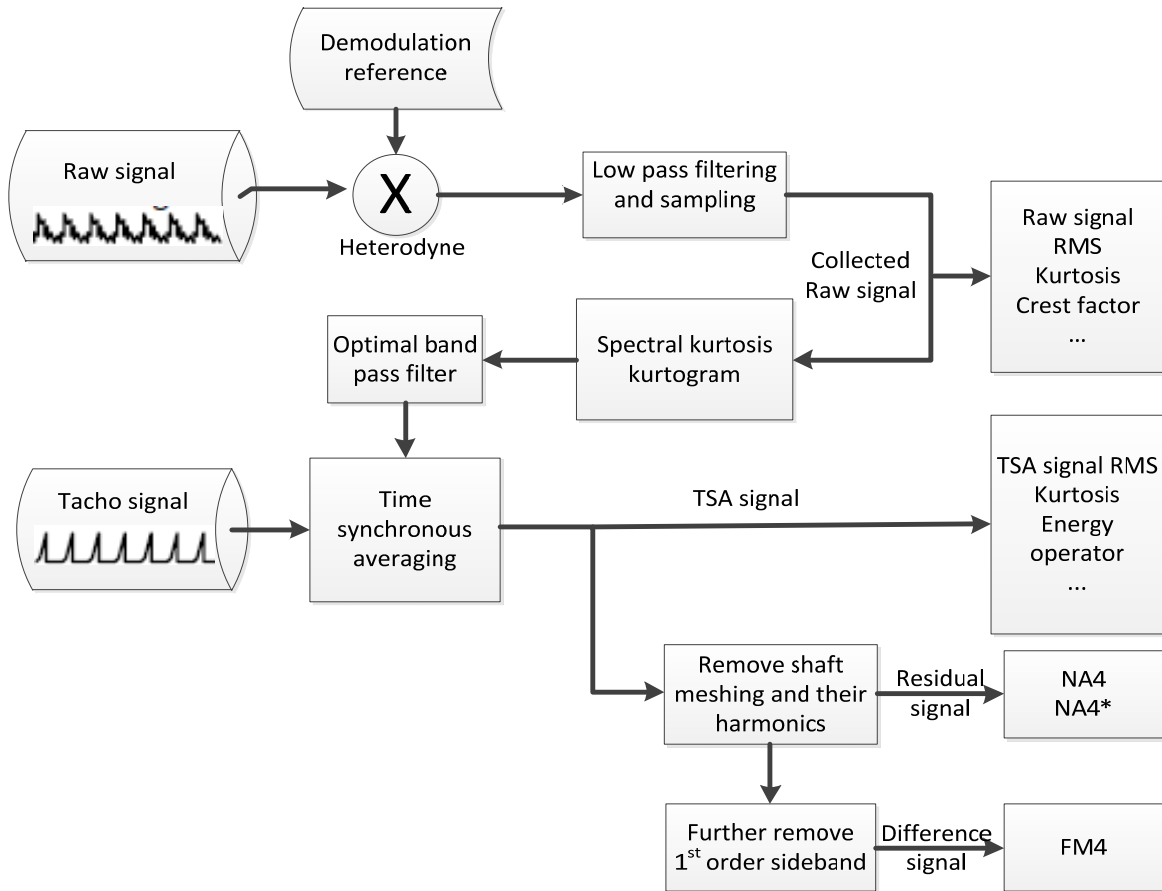 Demodulation
reference
Raw signal
X
Heterodyne
Low pass filtering
and sampling
Collected
Raw signal
Raw signal
RMS
Kurtosis
Crest factor
...
Optimal band
pass filter
Spectral kurtosis
kurtogram
Tacho signal
Time
synchronous
averaging
TSA signal
TSA signal RMS
Kurtosis
Energy
operator
...
Remove shaft
meshing and their
harmonics
Residual
signal
NA4
NA4*
Further remove
1st order sideband
Difference
signal
FM4